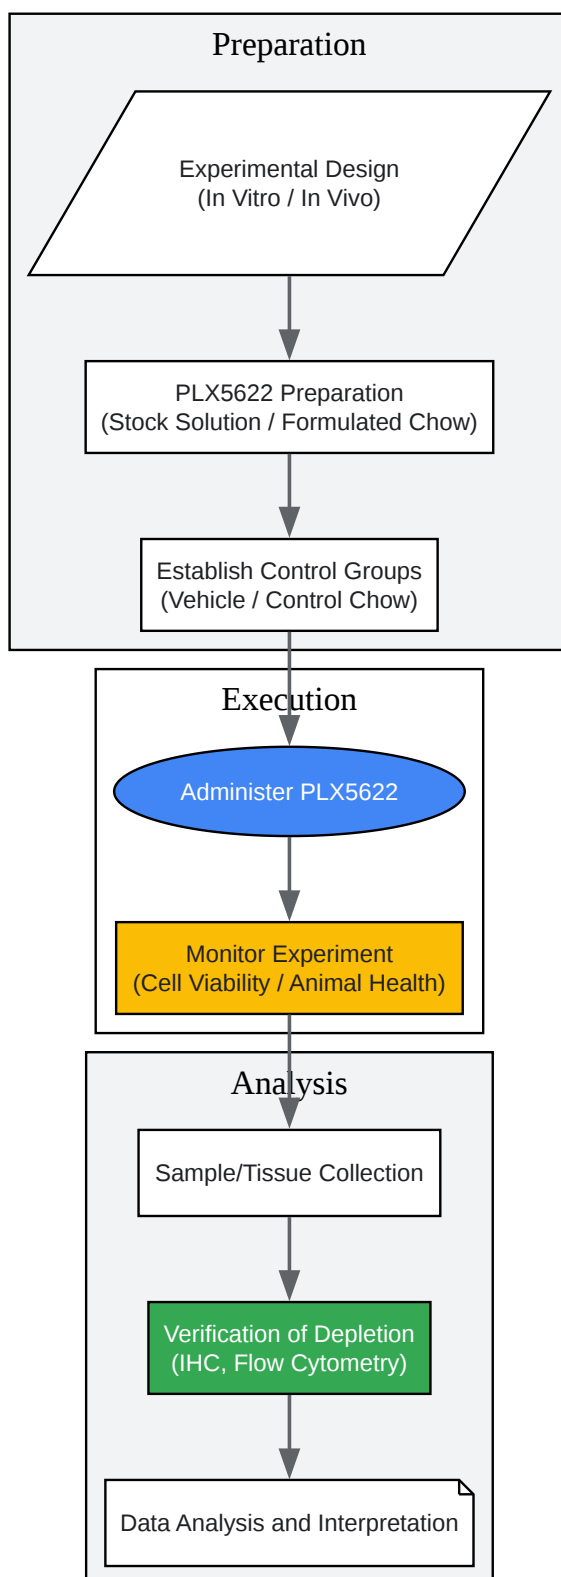 Preparation
Experimental Design
(In Vitro / In Vivo)
PLX5622 Preparation
(Stock Solution / Formulated Chow)
Establish Control Groups
(Vehicle / Control Chow)
Execution
Administer PLX5622
Monitor Experiment
(Cell Viability / Animal Health)
Analysis
Sample/Tissue Collection
Verification of Depletion
(IHC, Flow Cytometry)
Data Analysis and Interpretation